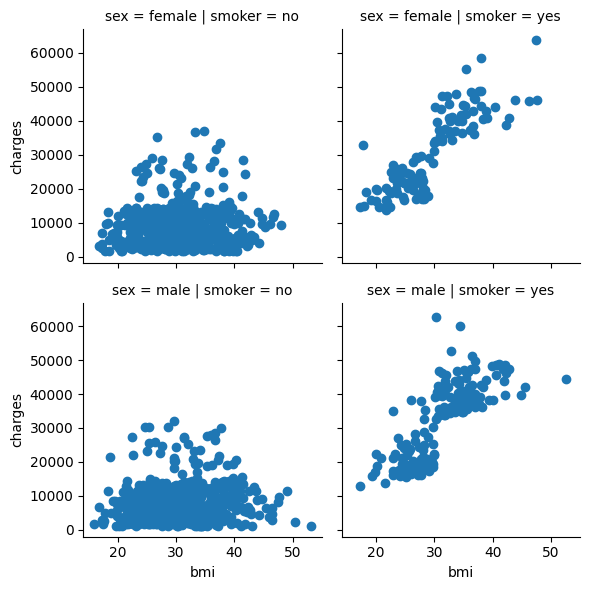 sex = female | smoker = no
sex = female | smoker = yes
60000
50000
40000
30000
20000
10000
0
charges
sex = male | smoker = no
sex = male | smoker = yes
60000
50000
40000
30000
20000
10000
0
charges
20 30 40 50
20 30 40 50
bmi
bmi